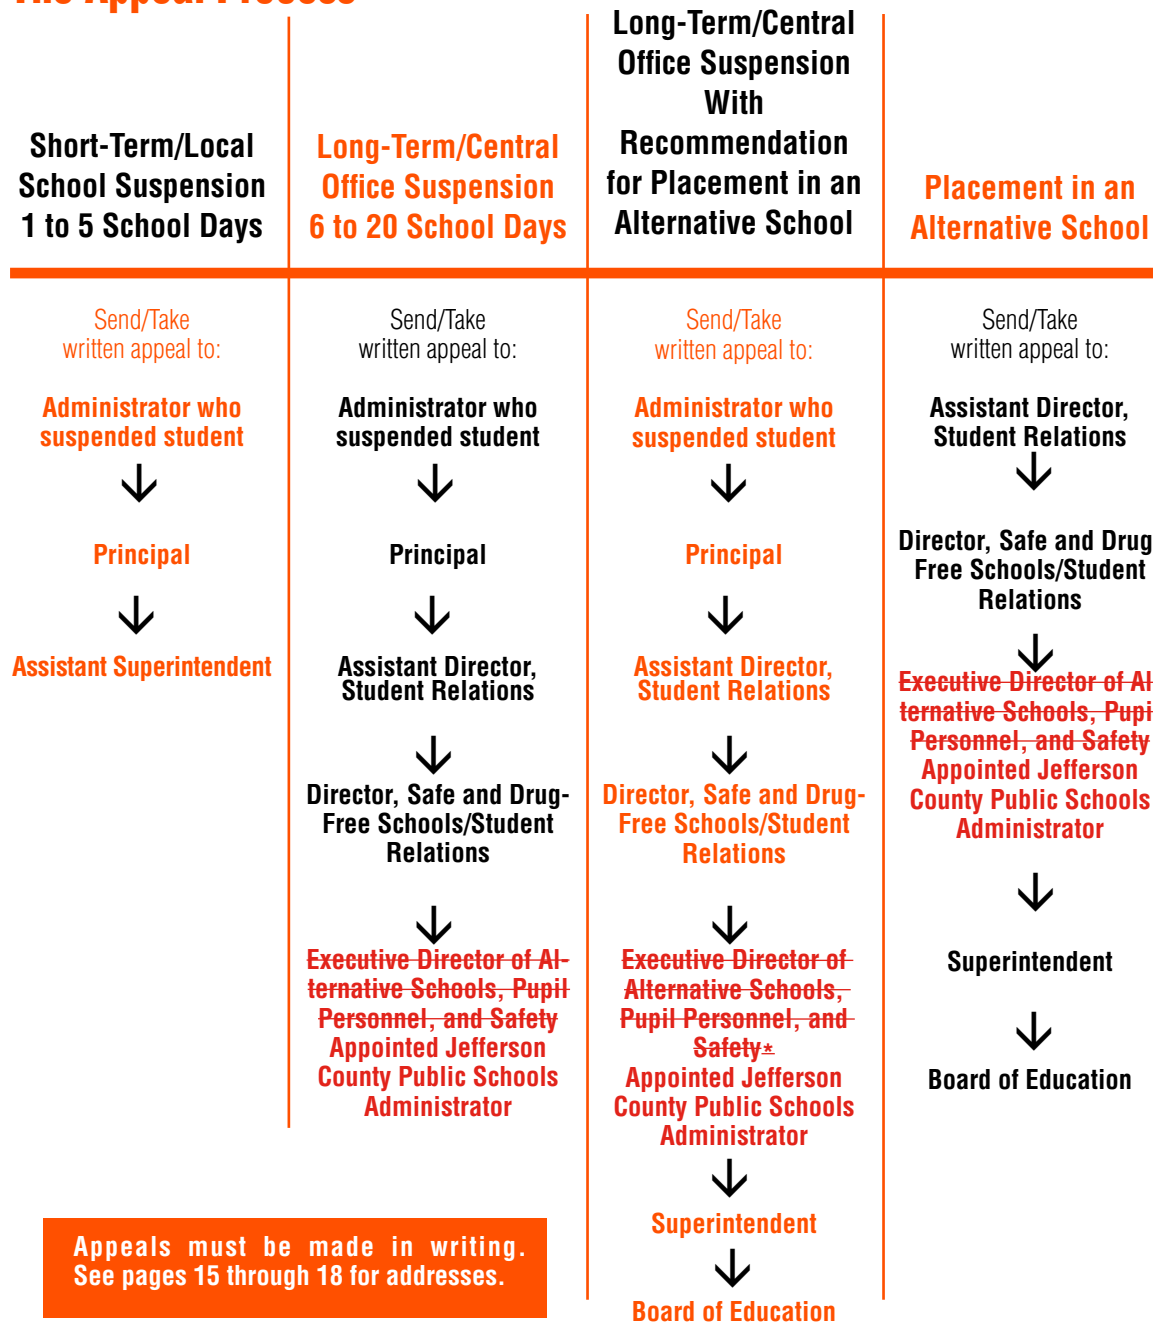 The Appeal Process
Short-Term/Local
School Suspension
1 to 5 School Days
Send/Take
written appeal to:
Administrator who
suspended student
Principal
Assistant Superintendent
Long-Term/Central
Office Suspension
6 to 20 School Days
Send/Take
written appeal to:
Administrator who
suspended student
Principal
Assistant Director,
Student Relations
Director, Safe and Drug-
Free Schools/Student
Relations
Executive Director of Al-
ternative Schools, Pupil
Personnel, and Safety
Appointed Jefferson
County Public Schools
Administrator
Long-Term/Central
Office Suspension
With
Recommendation
for Placement in an
Alternative School
Send/Take
written appeal to:
Administrator who
suspended student
Principal
Assistant Director,
Student Relations
Director, Safe and Drug-
Free Schools/Student
Relations
Executive Director of
Alternative Schools,
Pupil Personnel, and
Safety*
Appointed Jefferson
County Public Schools
Administrator
Superintendent
Board of Education
Placement in an
Alternative School
Send/Take
written appeal to:
Assistant Director,
Student Relations
Director, Safe and Drug
Free Schools/Student
Relations
Executive Director of Al
ternative Schools, Pupi
Personnel, and Safety
Appointed Jefferson
County Public Schools
Administrator
Superintendent
Board of Education
Appeals must be made in writing.
See pages 15 through 18 for addresses.